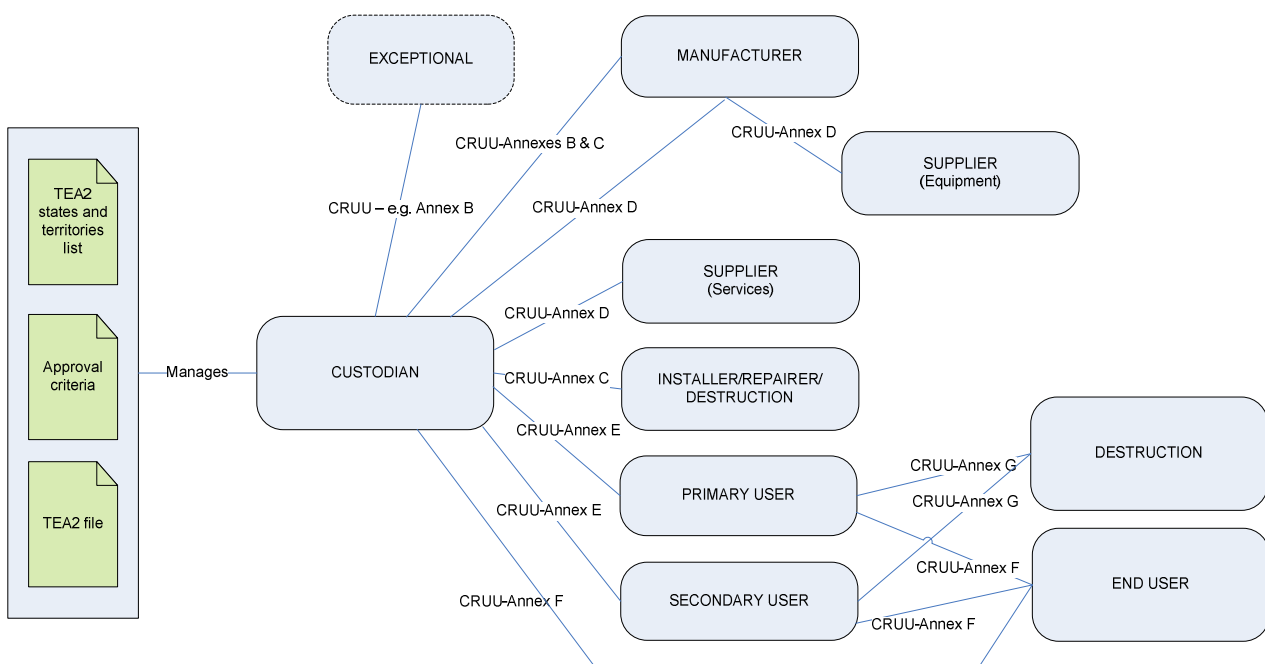 EXCEPTIONAL
MANUFACTURER
CRUU-Annex D
CRUU-Annexes B & C
SUPPLIER
(Equipment)
TEA2
states and
territories
list
CRUU – e.g. Annex B
CRUU-Annex D
SUPPLIER
(Services)
CRUU-Annex D
Approval
criteria
Manages
CUSTODIAN
CRUU-Annex C
INSTALLER/REPAIRER/
DESTRUCTION
CRUU-Annex E
DESTRUCTION
CRUU-Annex G
PRIMARY USER
CRUU-Annex G
CRUU-Annex E
TEA2 file
CRUU-Annex F
END USER
CRUU-Annex F
SECONDARY USER
CRUU-Annex F